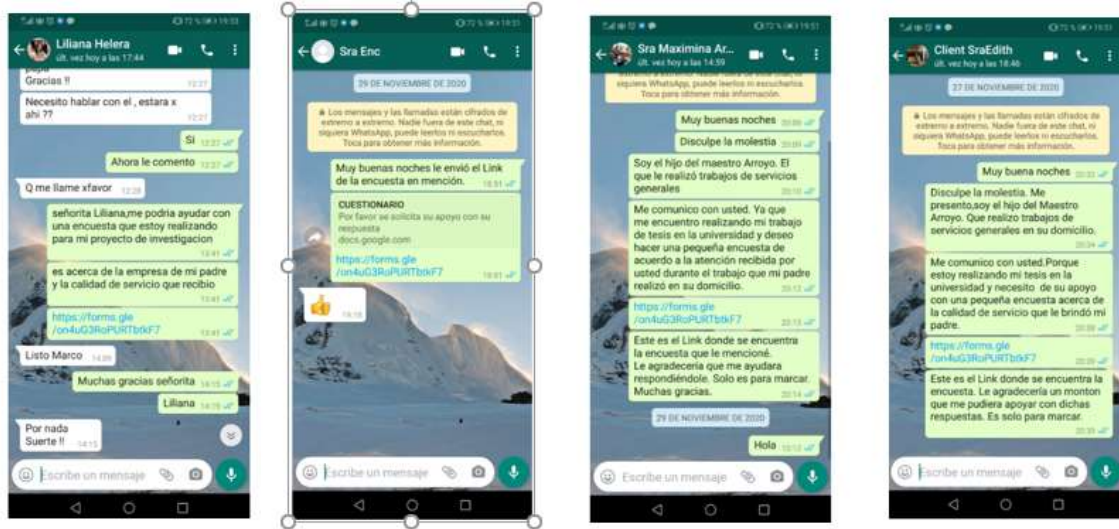 Liliana Helera
últ. vez hoy a las 17:44
Gracias !!
Necesito hablar con el , estara x
ahi ??
Si
Ahora le comento
Q me llame xfavor
señorita Liliana,me podria ayudar con
una encuesta que estoy realizando
para mi proyecto de investigacion
es acerca de la empresa de mi padre
y la calidad de servicio que recibio
https://forms.gle
/on4uG3RoPURTbtkF7
Listo Marco
Muchas gracias señorita
Liliana
Por nada
Suerte !!
Escribe un mensaje
Sra Enc
29 DE NOVIEMBRE DE 2020
Los mensajes y las llamadas están cifrados de
extremo a extremo. Nadie fuera de este chat, ni
siquiera WhatsApp, puede leerlos ni escucharlos.
Toca para obtener más información.
Muy buenas noches le envió el Link
de la encuesta en mención.
CUESTIONARIO
Por favor se solicita su apoyo con su
respuesta
docs.google.com
https://forms.gle
/on4uG3RoPURTbtkF7
Escribe un mensaje
Sra Maximina Ar...
últ. vez hoy a las 14:59
siquiera WhatsApp, puede leerlos ni escucharlos.
Toca para obtener más información.
Muy buenas noches
Disculpe la molestia
Soy el hijo del maestro Arroyo. El
que le realizó trabajos de servicios
generales
Me comunico con usted. Ya que
me encuentro realizando mi trabajo
de tesis en la universidad y deseo
hacer una pequeña encuesta de
acuerdo a la atención recibida por
usted durante el trabajo que mi padre
realizó en su domicilio.
https://forms.gle
/on4uG3RoPURTbtkF7
Este es el Link donde se encuentra
la encuesta que le mencioné.
Le agradecería que me ayudara
respondiéndole. Solo es para marcar.
Muchas gracias.
29 DE NOVIEMBRE DE 2020
Hola
Escribe un mensaje
Client SraEdith
últ. vez hoy a las 18:46
27 DE NOVIEMBRE DE 2020
Los mensajes y las llamadas están cifrados de
extremo a extremo. Nadie fuera de este chat, ni
siquiera WhatsApp, puede leerlos ni escucharlos.
Toca para obtener más información.
Muy buena noches
Disculpe la molestia. Me
presento,soy el hijo del Maestro
Arroyo. Que realizo trabajos de
servicios generales en su domicilio.
Me comunico con usted.Porque
estoy realizando mi tesis en la
universidad y necesito de su apoyo
con una pequeña encuesta acerca de
la calidad de servicio que le brindó mi
padre.
https://forms.gle
/on4uG3RoPURTbtkF7
Este es el Link donde se encuentra la
encuesta. Le agradecería un monton
que me pudiera apoyar con dichas
respuestas. Es solo para marcar.
Escribe un mensaje